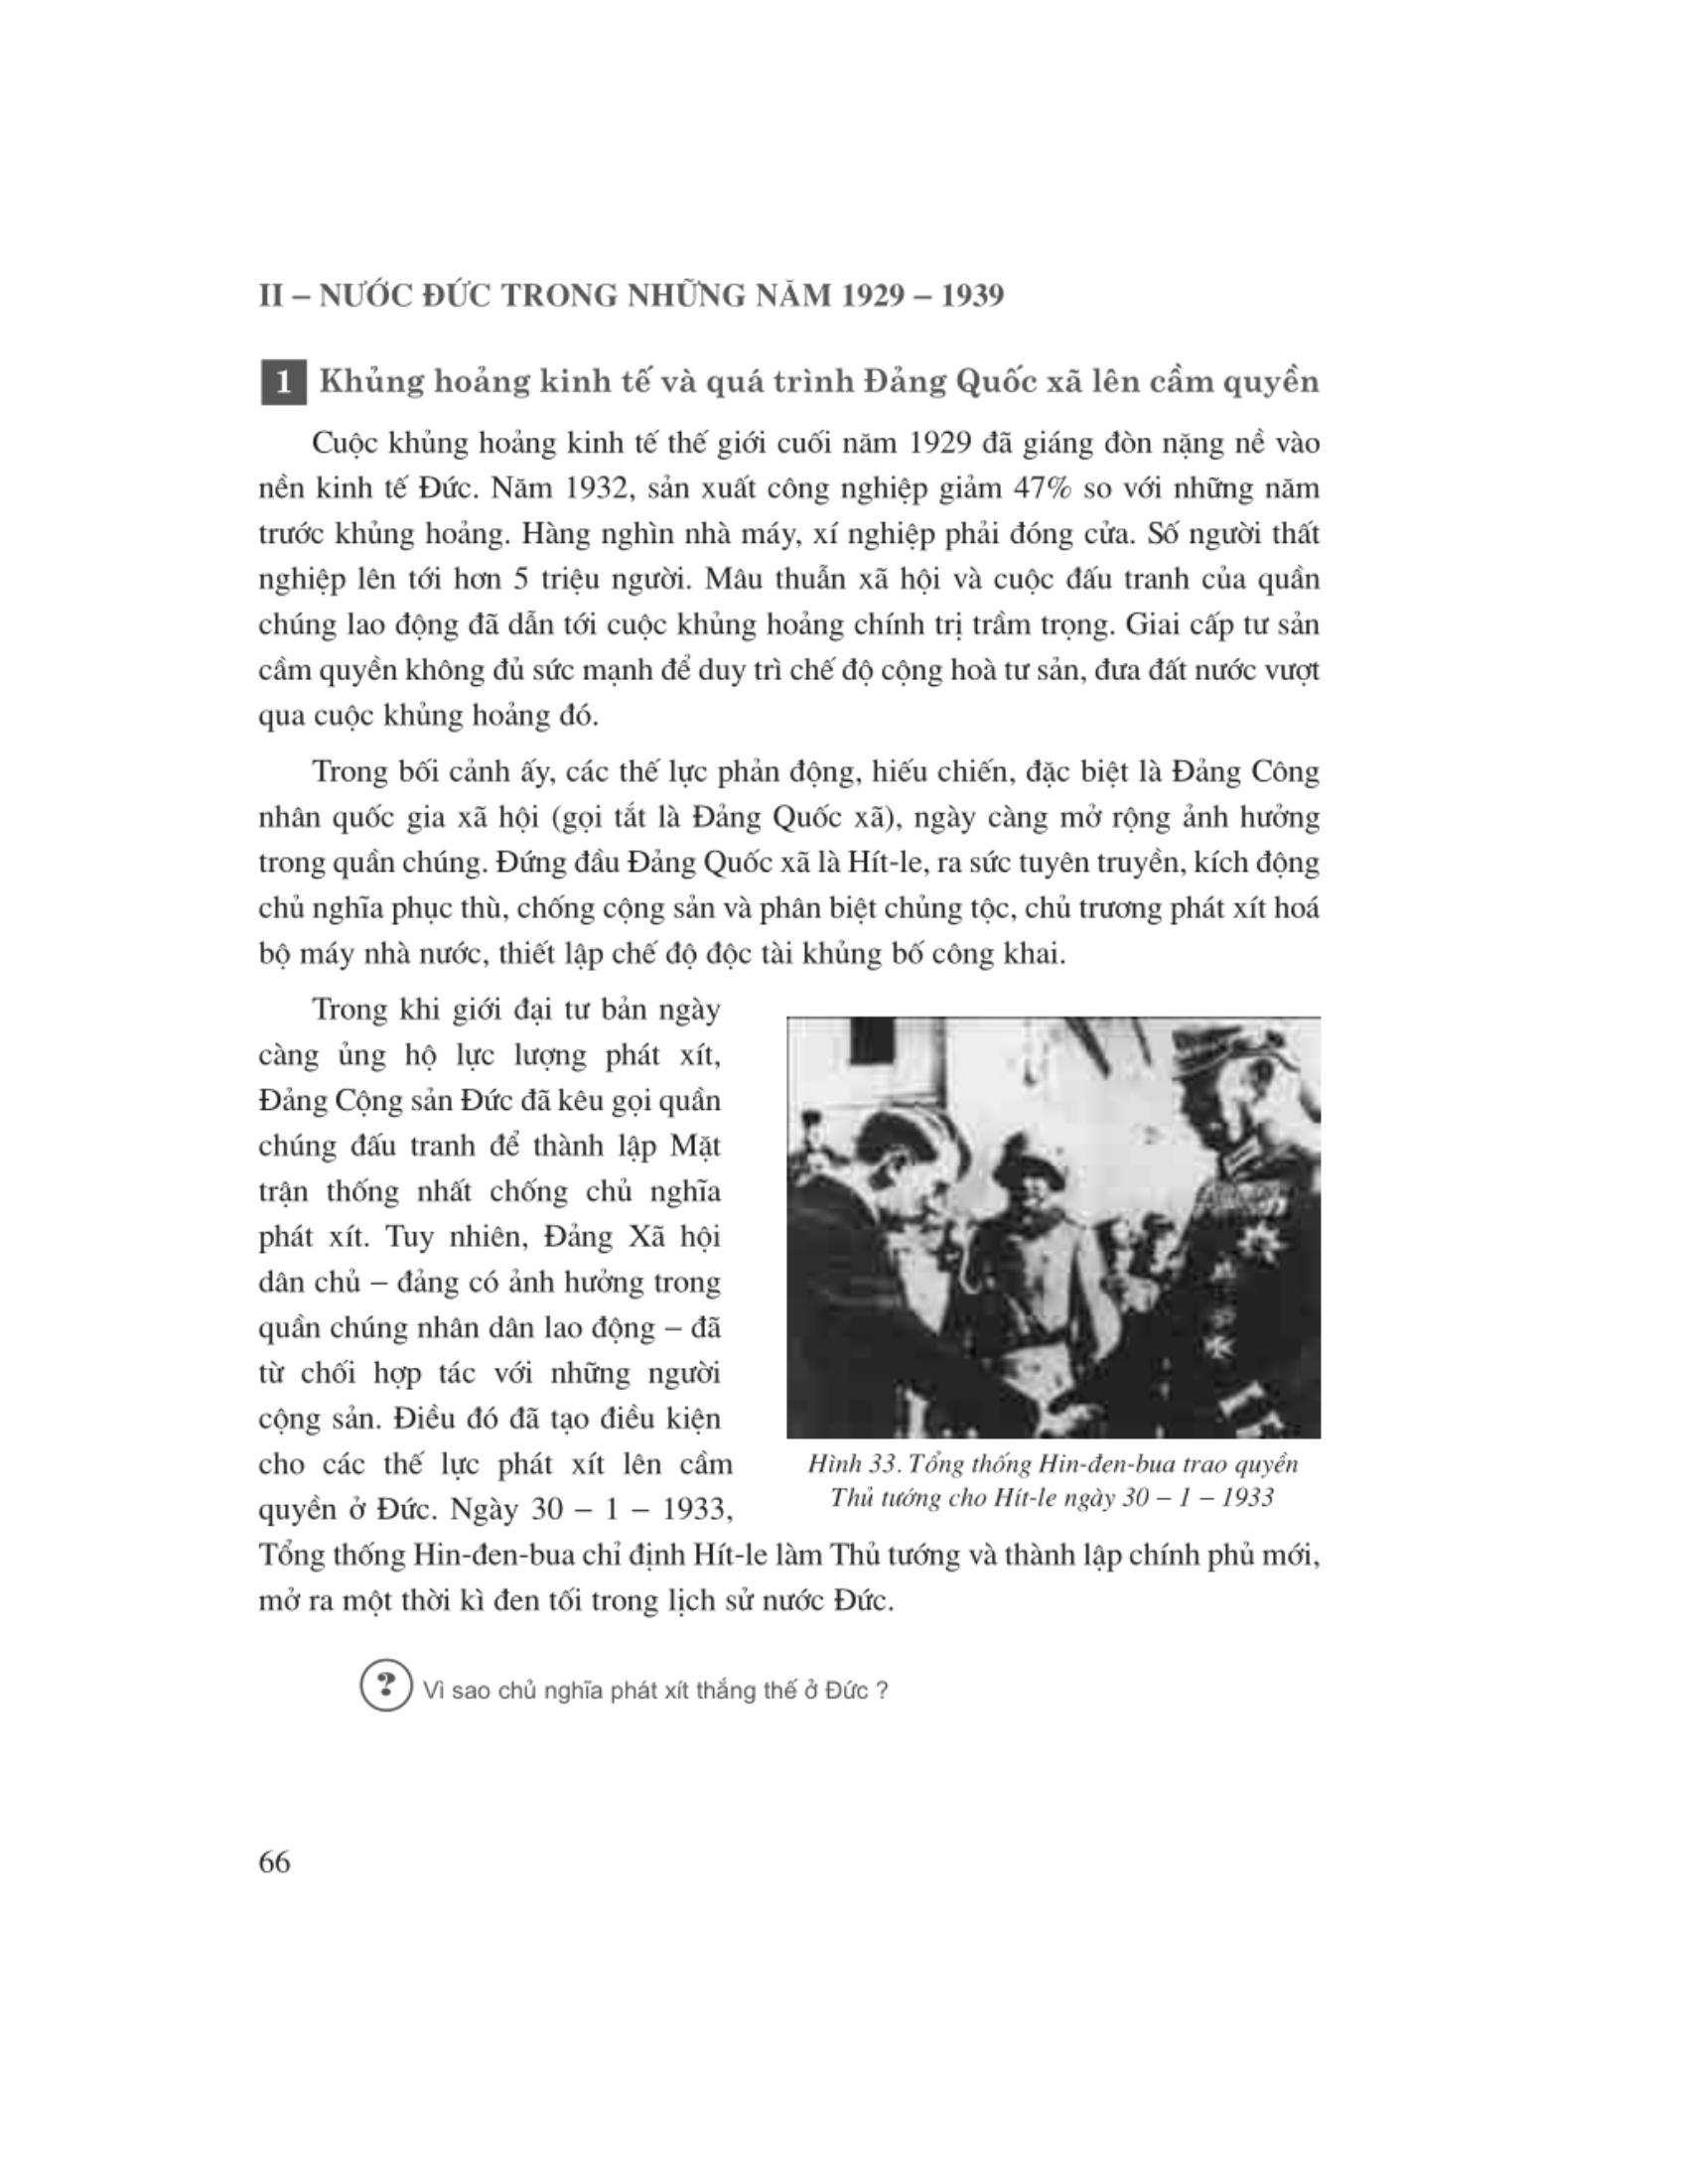 II – NƯỚC ĐỨC TRONG NHỮNG NĂM 1929 – 1939
1 Khủng hoảng kinh tế và quá trình Đảng Quốc xã lên cầm quyền
Cuộc khủng hoảng kinh tế thế giới cuối năm 1929 đã giáng đòn nặng nề vào
nền kinh tế Đức. Năm 1932, sản xuất công nghiệp giảm 47% so với những năm
trước khủng hoảng. Hàng nghìn nhà máy, xí nghiệp phải đóng cửa. Số người thất
nghiệp lên tới hơn 5 triệu người. Mâu thuẫn xã hội và cuộc đấu tranh của quần
chúng lao động đã dẫn tới cuộc khủng hoảng chính trị trầm trọng. Giai cấp tư sản
cầm quyền không đủ sức mạnh để duy trì chế độ cộng hoà tư sản, đưa đất nước vượt
qua cuộc khủng hoảng đó.
Trong bối cảnh ấy, các thế lực phản động, hiếu chiến, đặc biệt là Đảng Công
nhân quốc gia xã hội (gọi tắt là Đảng Quốc xã), ngày càng mở rộng ảnh hưởng
trong quần chúng. Đứng đầu Đảng Quốc xã là Hít-le, ra sức tuyên truyền, kích động
chủ nghĩa phục thù, chống cộng sản và phân biệt chủng tộc, chủ trương phát xít hoá
bộ máy nhà nước, thiết lập chế độ độc tài khủng bố công khai.
Trong khi giới đại tư bản ngày
càng ủng hộ lực lượng phát xít,
Đảng Cộng sản Đức đã kêu gọi quần
chúng đấu tranh để thành lập Mặt
trận thống nhất chống chủ nghĩa
phát xít. Tuy nhiên, Đảng Xã hội
dân chủ – đảng có ảnh hưởng trong
quần chúng nhân dân lao động – đã
từ chối hợp tác với những người
cộng sản. Điều đó đã tạo điều kiện
cho các thế lực phát xít lên cầm
quyền ở Đức. Ngày 30 – 1 – 1933,
Tổng thống Hin-đen-bua chỉ định Hít-le làm Thủ tướng và thành lập chính phủ mới,
mở ra một thời kì đen tối trong lịch sử nước Đức.
Hình 33. Tổng thống Hin-đen-bua trao quyền
Thủ tướng cho Hít-le ngày 30 – 1 – 1933
? Vì sao chủ nghĩa phát xít thắng thế ở Đức ?
66